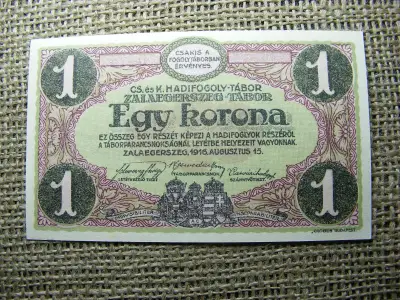 CSAKIS A
FOGOLYTÁBORBAN
ÉRVÉNYES.
1 1
CS. és K. HADIFOGOLY-TÁBOR
ZALAEGERSZEG-TÁBOR
Egy korona
EZ ÖSSZEG EGY RÉSZÉT KÉPEZI A HADIFOGLYOK RÉSZÉRŐL
A TÁBORPARANCSNOKSÁGNÁL LETÉTBE HELYEZETT VAGYONNAK.
ZALAEGERSZEG, 1916. AUGUSZTUS 15.
1 1